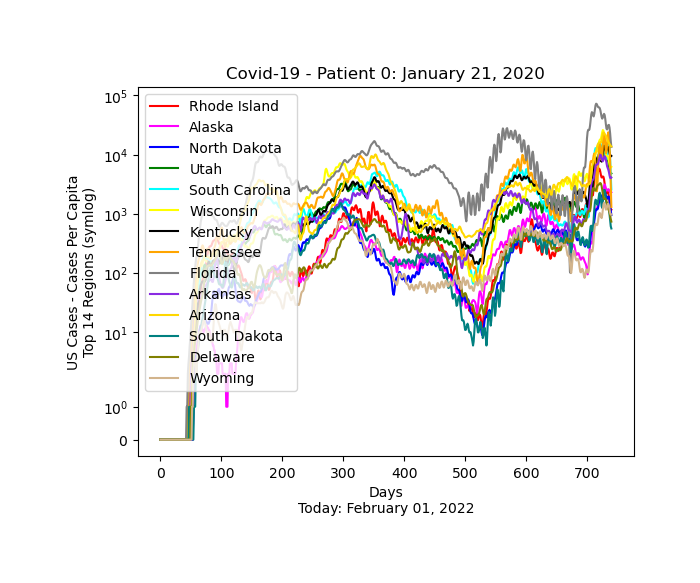 Covid-19 - Patient 0: January 21, 2020
US Cases - Cases Per Capita
Top 14 Regions (symlog)
10^5
10^4
10^3
10^2
10^1
10^0
0
Rhode Island
Alaska
North Dakota
Utah
South Carolina
Wisconsin
Kentucky
Tennessee
Florida
Arkansas
Arizona
South Dakota
Delaware
Wyoming
0 100 200 300 400 500 600 700
Days
Today: February 01, 2022